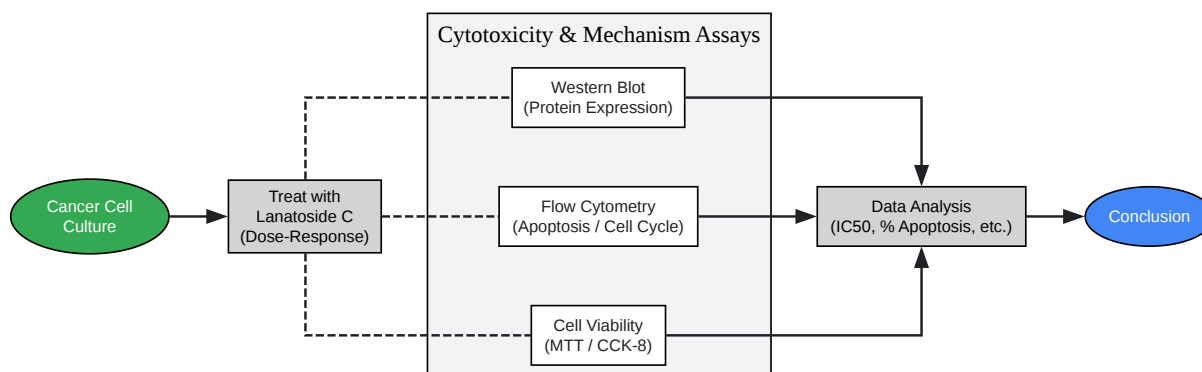 Cytotoxicity & Mechanism Assays
Western Blot
(Protein Expression)
Cancer Cell
Culture
Treat with
Lanatoside C
(Dose-Response)
Flow Cytometry
(Apoptosis / Cell Cycle)
Data Analysis
(IC50, % Apoptosis, etc.)
Conclusion
Cell Viability
(MTT / CCK-8)